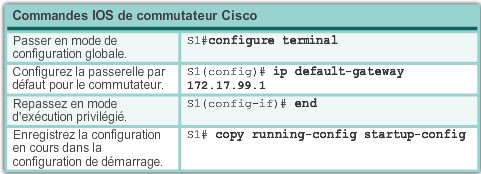 Commandes IOS de commutateur Cisco
Passer en mode de
configuration globale.
S1#configure terminal
Configurez la passerelle par
défaut pour le commutateur.
S1(config)# ip default-gateway
172.17.99.1
Repassez en mode
d'exécution privilégié.
S1(config-if)# end
Enregistrez la configuration
en cours dans la
configuration de démarrage.
S1# copy running-config startup-config